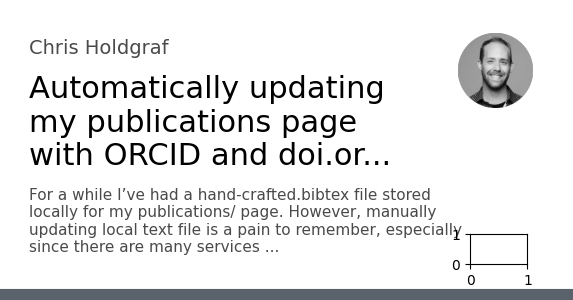 Chris Holdgraf
Automatically updating
my publications page
with ORCID and doi.or...
For a while I’ve had a hand-crafted.bibtex file stored
locally for my publications/ page. However, manually
updating local text file is a pain to remember, especially
since there are many services ...
1
0
0 1